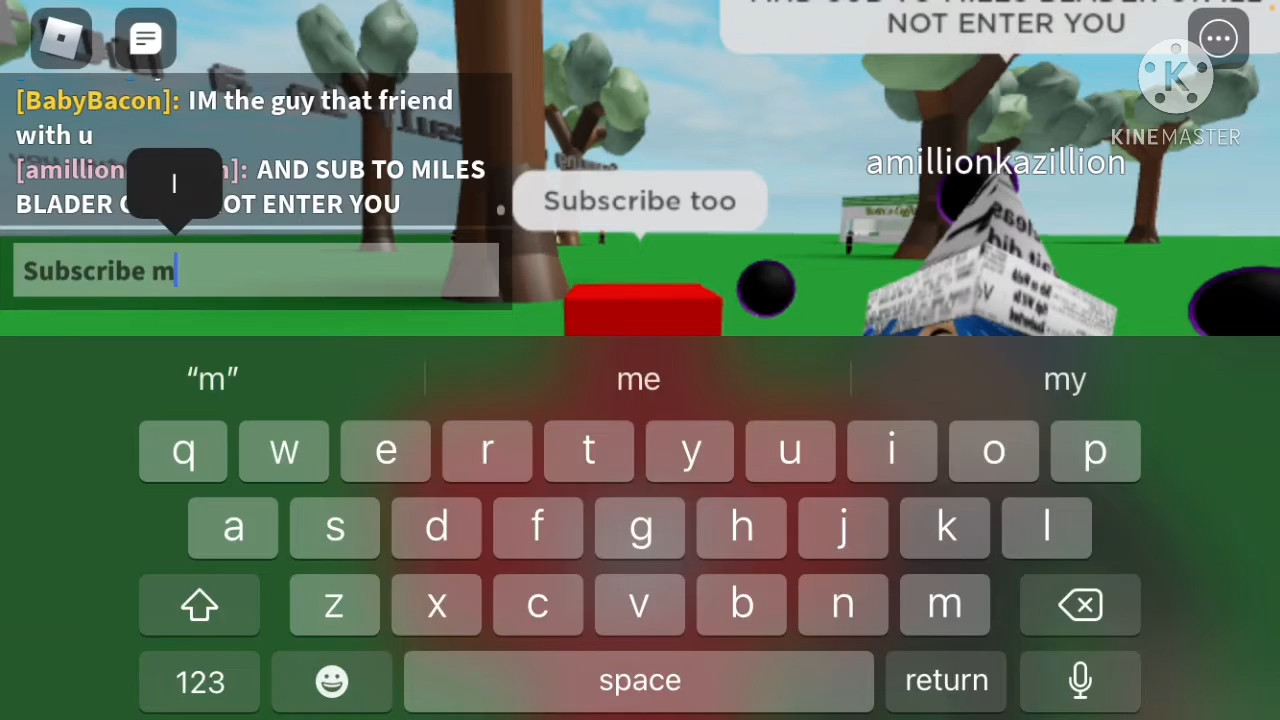 NOT ENTER YOU
[BabyBacon]: IM the guy that friend
with u
[amillion
]: AND SUB TO MILES
BLADER
OT ENTER YOU
Subscribe too
amillionkazillion
KINEMASTER
Subscribe m
“m”
me
my
q w e r t y u i o p
a s d f g h j k l
z x c v b n m
123
space
return